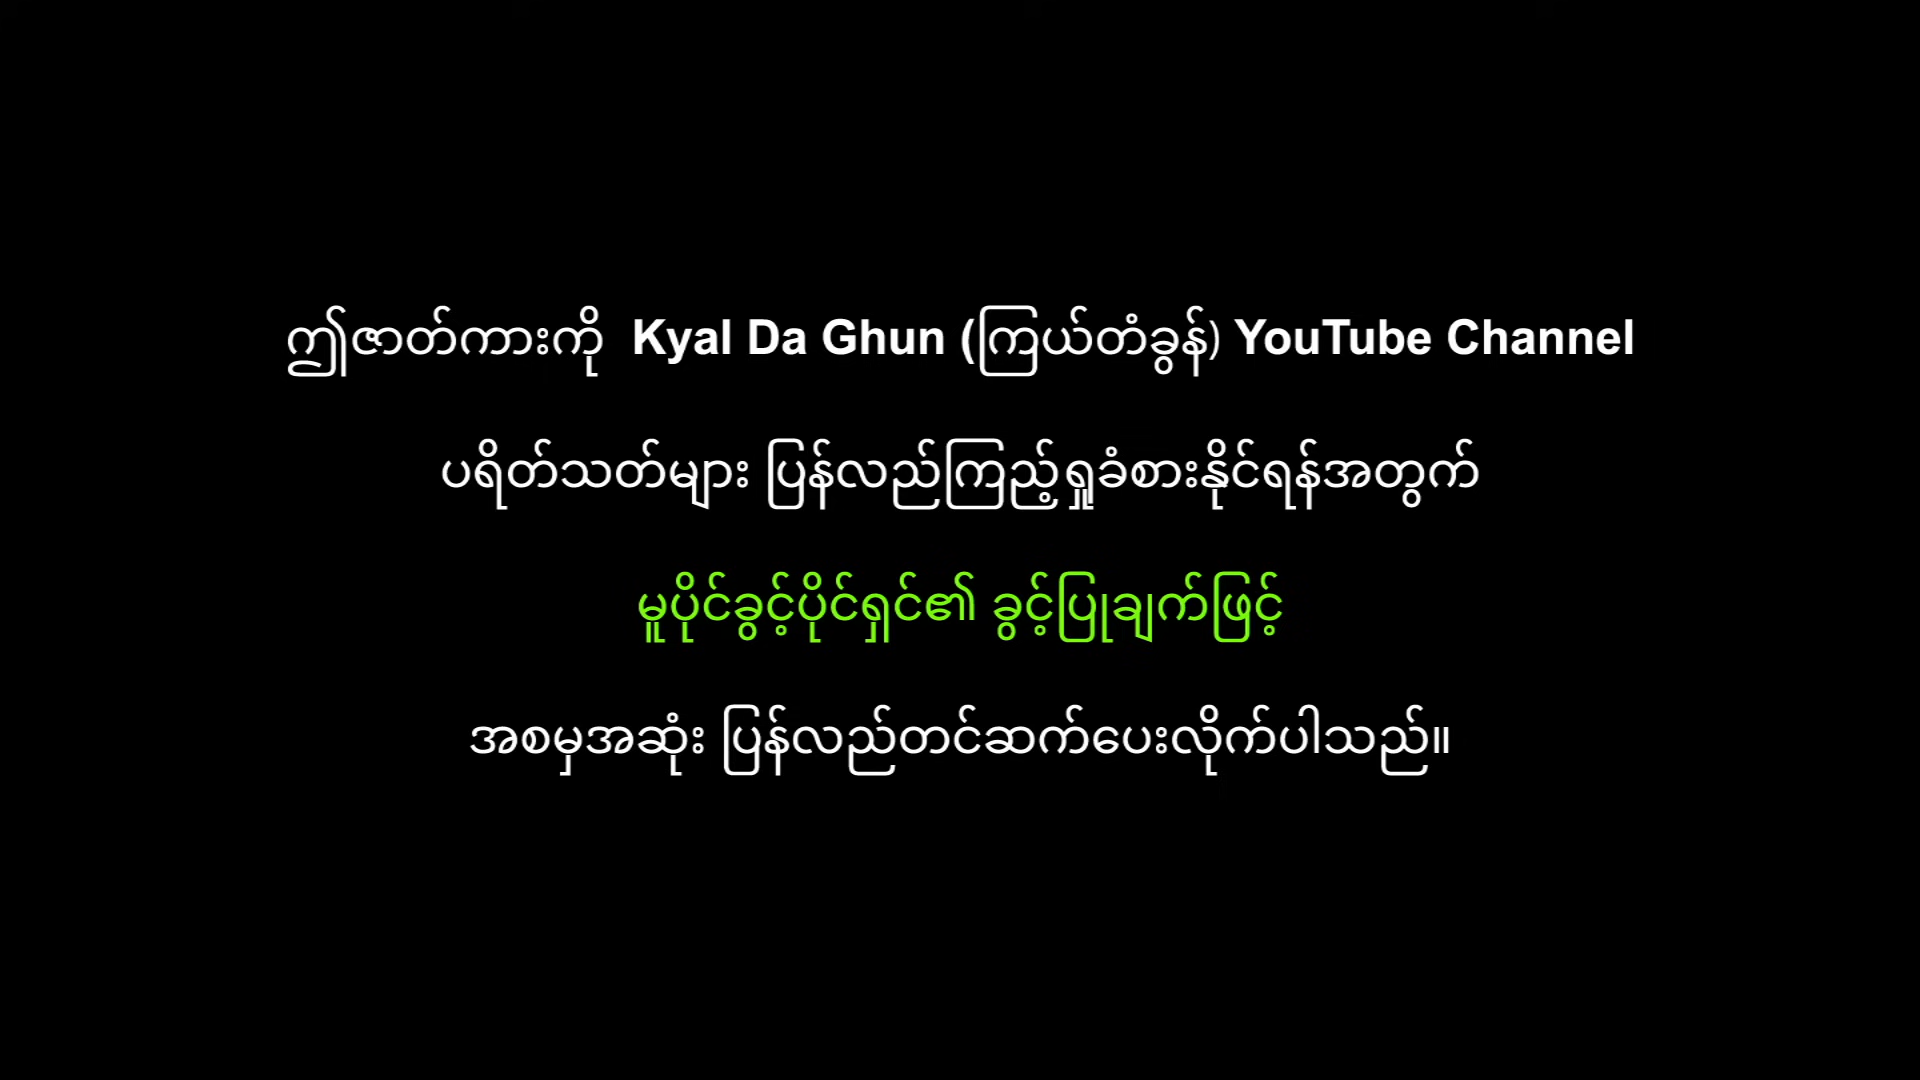 ဤဇာတ်ကားကို Kyal Da Ghun (ကြယ်တံခွန်) YouTube Channel
ပရိတ်သတ်များ ပြန်လည်ကြည့်ရှုခံစားနိုင်ရန်အတွက်
မူပိုင်ခွင့်ပိုင်ရှင်၏ ခွင့်ပြုချက်ဖြင့်
အစမှအဆုံး ပြန်လည်တင်ဆက်ပေးလိုက်ပါသည်။